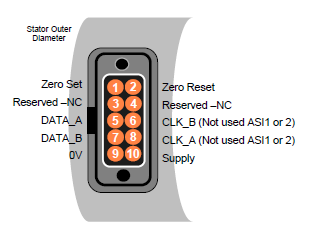 Stator Outer
Diameter
Zero Set 1 2 Zero Reset
Reserved –NC 3 4 Reserved –NC
DATA_A 5 6 CLK_B (Not used ASI1 or 2)
DATA_B 7 8 CLK_A (Not used ASI1 or 2)
0V 9 10 Supply